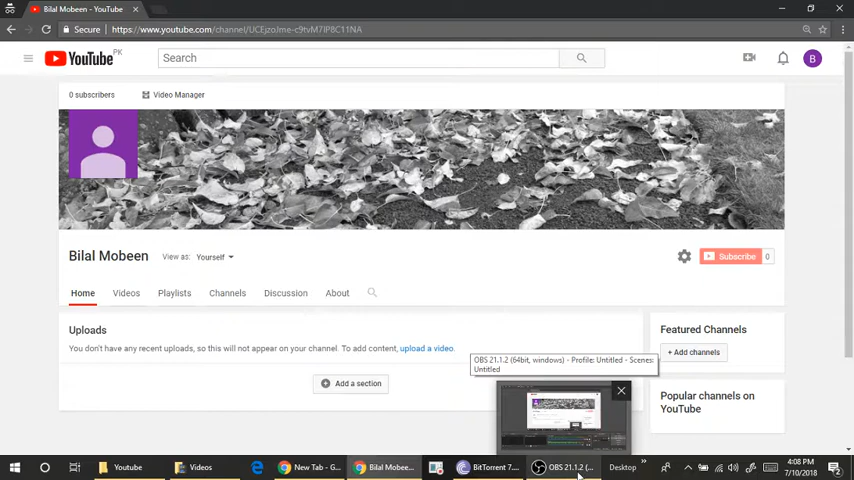 Bilal Mobeen - YouTube
Secure
https://www.youtube.com/channel/UCEjzoJme-c9tvM7IP8C11NA
YouTube PK
Search
B
0 subscribers
Video Manager
Bilal Mobeen
View as: Yourself
Subscribe 0
Home Videos Playlists Channels Discussion About
Uploads
You don't have any recent uploads, so this will not appear on your channel. To add content, upload a video.
Add a section
Featured Channels
+ Add channels
Popular channels on
YouTube
OBS 21.1.2 (64bit, windows) - Profile: Untitled - Scenes:
Untitled
Youtube
Videos
New Tab - G...
Bilal Mobee...
BitTorrent 7....
OBS 21.1.2 (...
Desktop
4:08 PM
7/10/2018
2